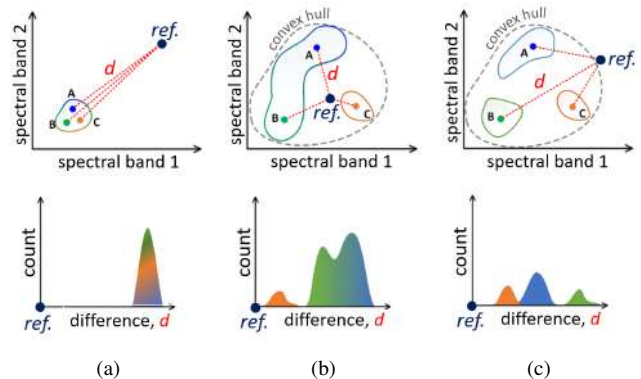 spectral band 2
ref.
d
A
B
C
spectral band 1
spectral band 2
convex hull
A
d
B
ref.
C
spectral band 1
spectral band 2
convex hull
A
d
ref.
B
C
spectral band 1
count
ref.
difference, d
count
ref.
difference, d
count
ref.
difference, d
(a)
(b)
(c)